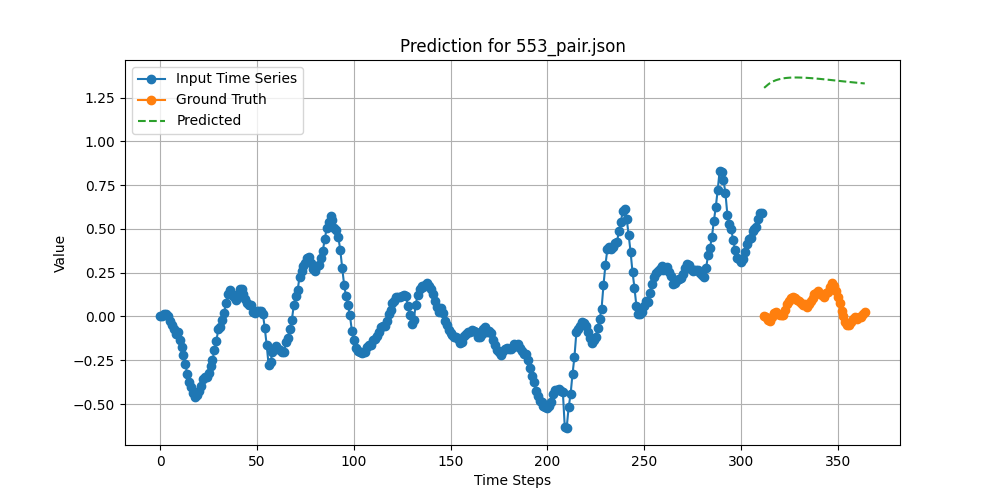 Prediction for 553_pair.json
Input Time Series
Ground Truth
Predicted
1.25
1.00
0.75
0.50
0.25
0.00
−0.25
−0.50
Value
0 50 100 150 200 250 300 350
Time Steps